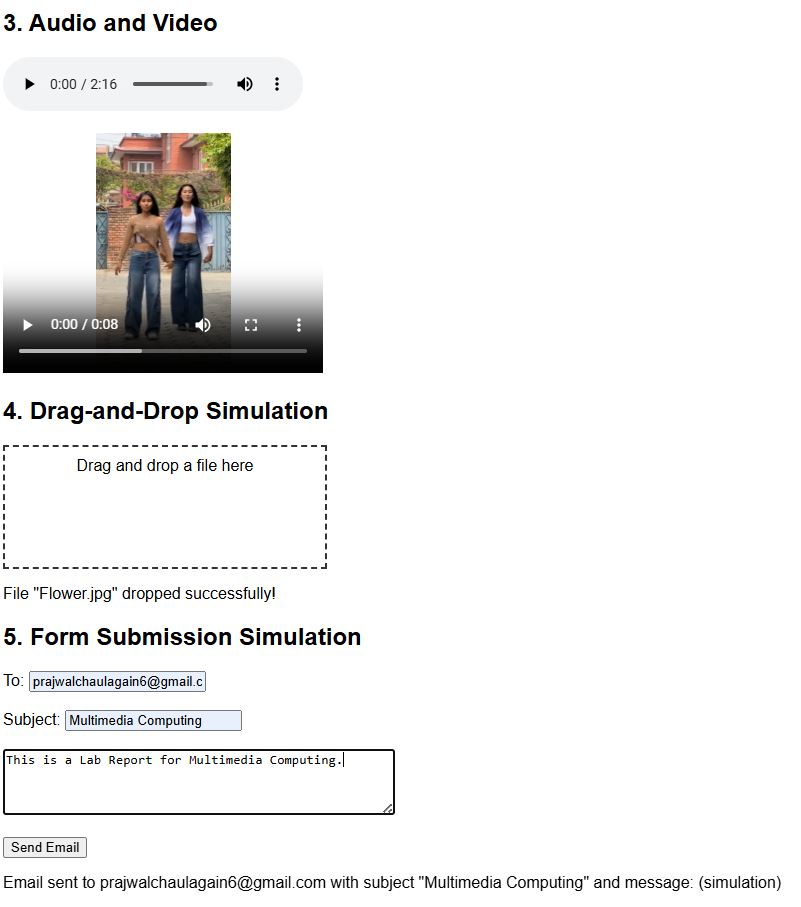 3. Audio and Video
0:00 / 2:16
0:00 / 0:08
4. Drag-and-Drop Simulation
Drag and drop a file here
File "Flower.jpg" dropped successfully!
5. Form Submission Simulation
To: prajwalchaulagain6@gmail.c
Subject: Multimedia Computing
This is a Lab Report for Multimedia Computing.
Send Email
Email sent to prajwalchaulagain6@gmail.com with subject "Multimedia Computing" and message: (simulation)